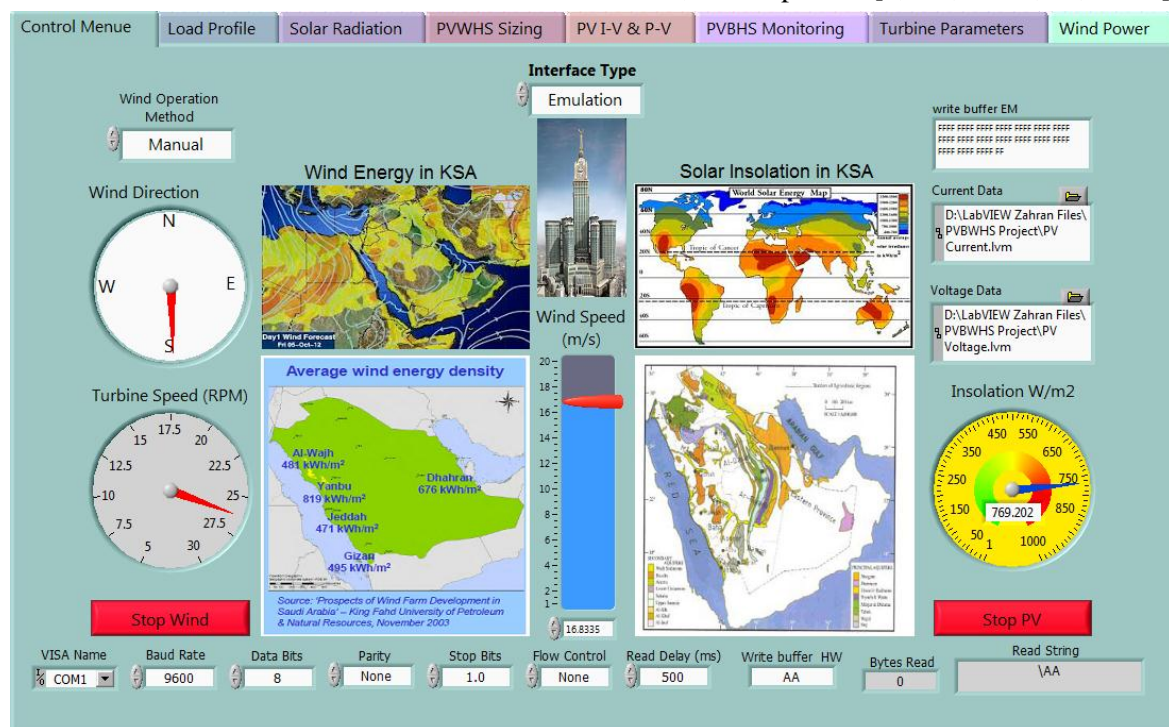 Control Menue
Load Profile
Solar Radiation
PVWHS Sizing
PV I-V & P-V
PVBHS Monitoring
Turbine Parameters
Wind Power
Interface Type
Emulation
Wind Operation
Method
Manual
Wind Direction
N
W
E
S
Wind Energy in KSA
Day1 Wind Forecast
Fri 05-Oct-12
Solar Insolation in KSA
World Solar Energy Map
Tropic of Cancer
Tropic of Capricorn
write buffer EM
FFFF FFFF FFFF FFFF FFFF FFFF FFFF
FFFF FFFF FFFF FFFF FFFF FFFF FFFF
FFFF FFFF FFFF FF
Current Data
D:\LabVIEW Zahran Files\
PVBWHS Project\PV
Current.lvm
Voltage Data
D:\LabVIEW Zahran Files\
PVBWHS Project\PV
Voltage.lvm
Turbine Speed (RPM)
17.5
15
20
12.5
22.5
10
25
7.5
27.5
5
30
Average wind energy density
Al-Wajh
481 kWh/m²
Yanbu
819 kWh/m²
Dhahran
676 kWh/m²
Jeddah
471 kWh/m²
Gizan
495 kWh/m²
Source: 'Prospects of Wind Farm Development in
Saudi Arabia' – King Fahd University of Petroleum
& Natural Resources, November 2003
Wind Speed
(m/s)
20
18
16
14
12
10
8
6
4
2
1
16.8335
RED SEA
ARABIAN GULF
Eastern Province
Insolation W/m2
450
550
350
650
250
750
150
850
50
1
1000
769.202
Stop Wind
Stop PV
VISA Name
COM1
Baud Rate
9600
Data Bits
8
Parity
None
Stop Bits
1.0
Flow Control
None
Read Delay (ms)
500
Write buffer HW
AA
Bytes Read
0
Read String
\AA